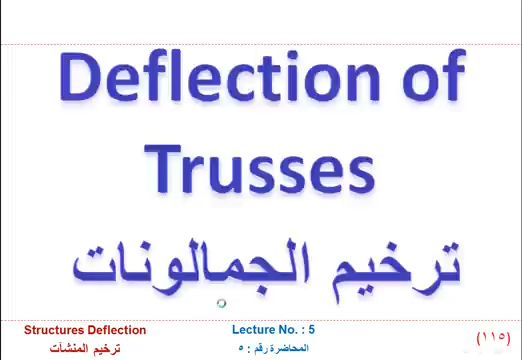 Deflection of
Trusses
ترخيم الجمالونات
Structures Deflection
ترخيم المنشآت
Lecture No. : 5
المحاضرة رقم : ٥
(١١٥)